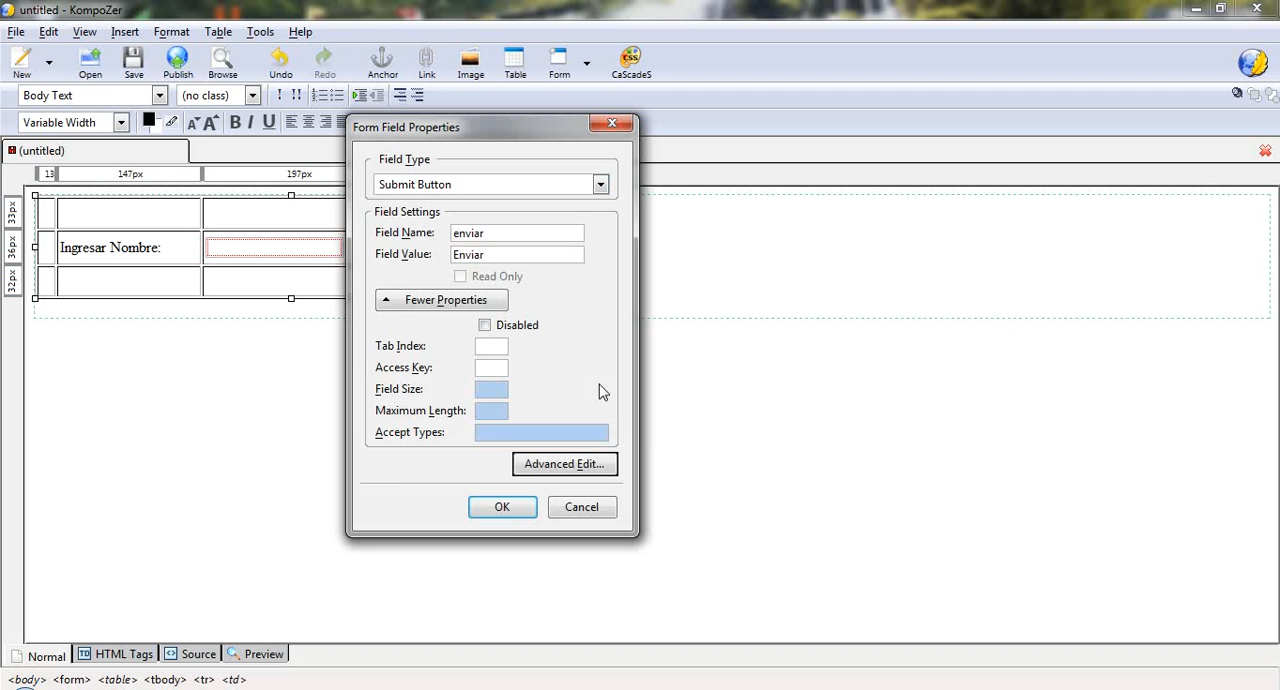 untitled - KompoZer
File Edit View Insert Format Table Tools Help
New Open Save Publish Browse Undo Redo Anchor Link Image Table Form CaScadeS
Body Text (no class) ! !!
Variable Width A A B I U
(untitled)
13 147px 197px
33px
36px
32px
Ingresar Nombre:
Form Field Properties
Field Type
Submit Button
Field Settings
Field Name: enviar
Field Value: Enviar
Read Only
Fewer Properties
Disabled
Tab Index:
Access Key:
Field Size:
Maximum Length:
Accept Types:
Advanced Edit...
OK Cancel
Normal HTML Tags Source Preview
<body> <form> <table> <tbody> <tr> <td>